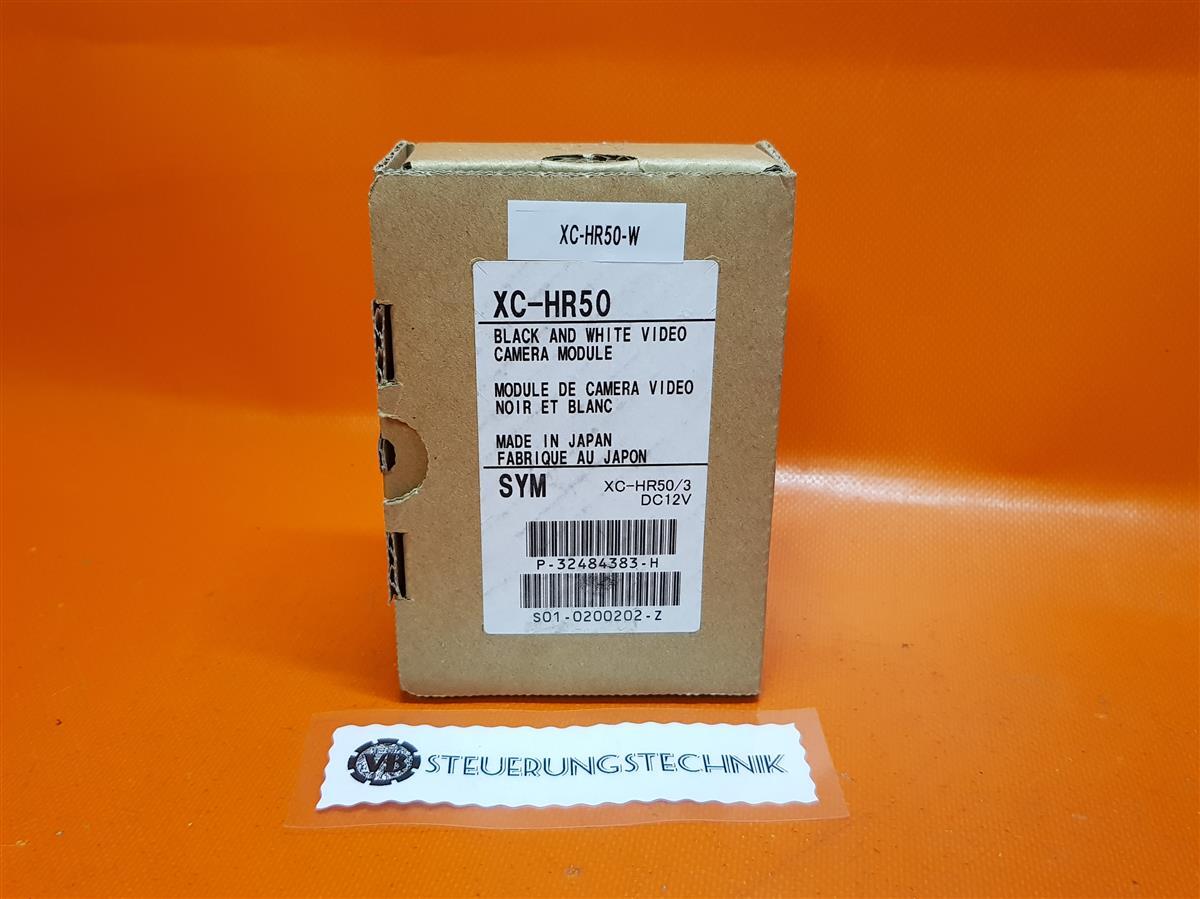 XC-HR50-W
XC-HR50
BLACK AND WHITE VIDEO
CAMERA MODULE
MODULE DE CAMERA VIDEO
NOIR ET BLANC
MADE IN JAPAN
FABRIQUE AU JAPON
SYM XC-HR50/3
DC12V
P-32484383-H
S01-0200202-Z
VB STEUERUNGSTECHNIK